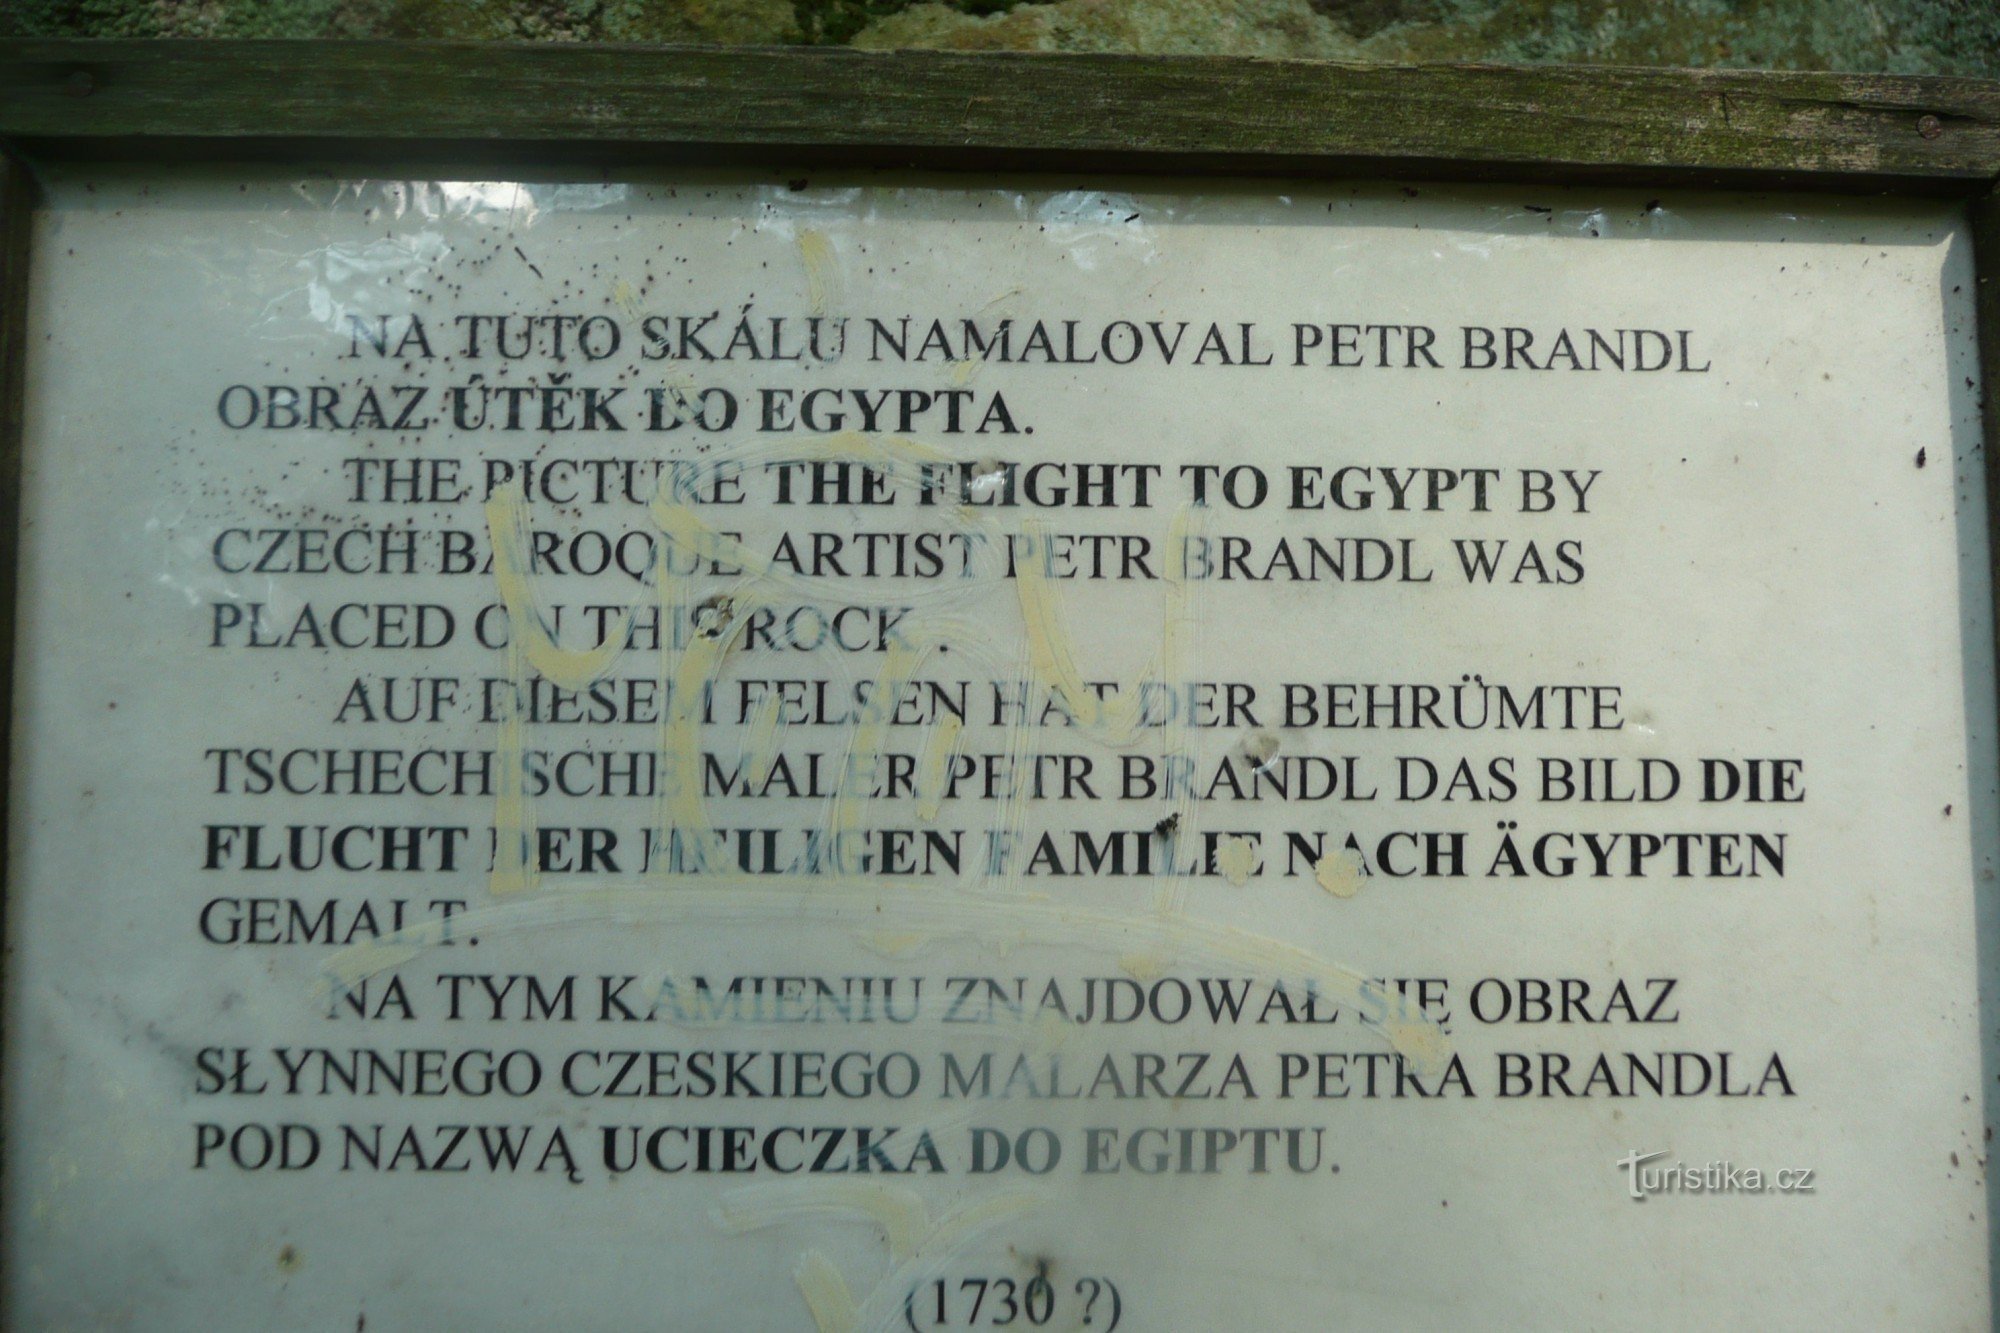 NA TUTO SKÁLU NAMALOVAL PETR BRANDL
OBRAZ ÚTĚK DO EGYPTA.
THE PICTURE THE FLIGHT TO EGYPT BY
CZECH BAROQUE ARTIST PETR BRANDL WAS
PLACED ON THIS ROCK .
AUF DIESEM FELSEN HAT DER BEHRÜMTE
TSCHECHISCHE MALER PETR BRANDL DAS BILD DIE
FLUCHT DER HEILIGEN FAMILIE NACH ÄGYPTEN
GEMALT.
NA TYM KAMIENIU ZNAJDOWAŁ SIĘ OBRAZ
SŁYNNEGO CZESKIEGO MALARZA PETRA BRANDLA
POD NAZWĄ UCIECZKA DO EGIPTU.
(1730 ?)
Turistika.cz